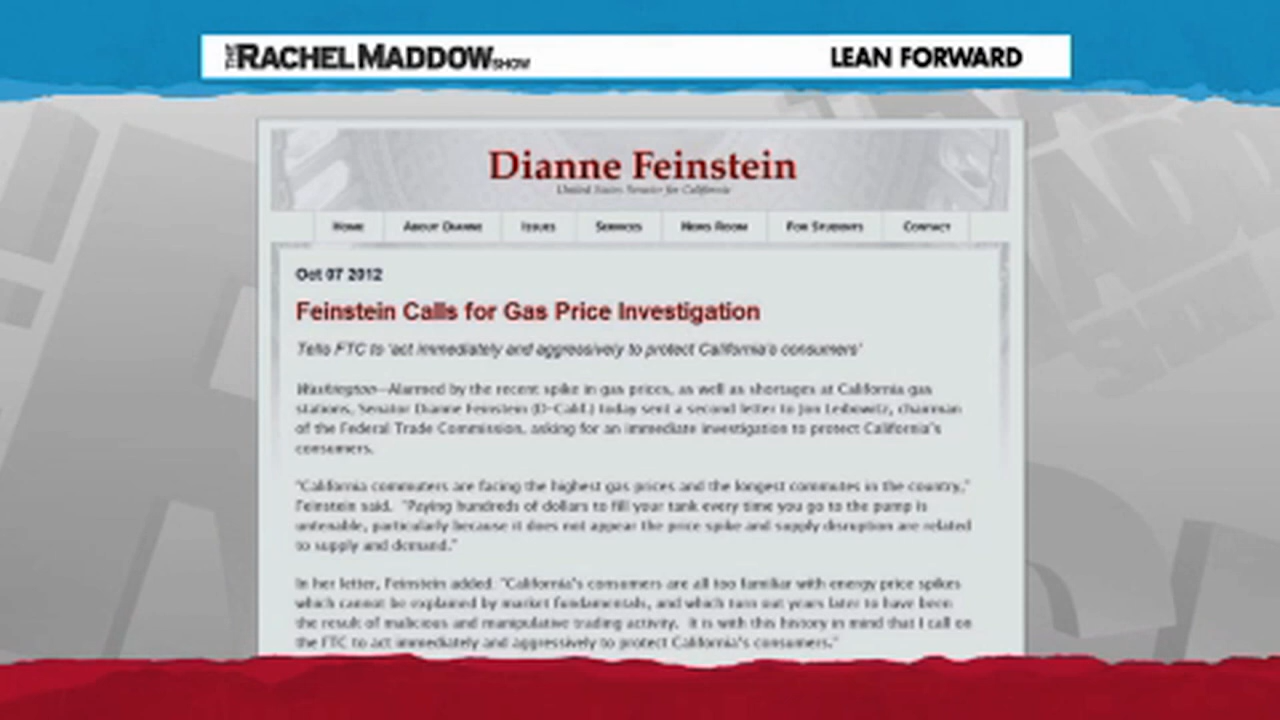 THE RACHEL MADDOW SHOW
LEAN FORWARD
Dianne Feinstein
United States Senator for California
HOME ABOUT DIANNE ISSUES SERVICES NEWS ROOM FOR STUDENTS CONTACT
Oct 07 2012
Feinstein Calls for Gas Price Investigation
Tells FTC to 'act immediately and aggressively to protect California's consumers'
Washington—Alarmed by the recent spike in gas prices, as well as shortages at California gas
stations, Senator Dianne Feinstein (D-Calif.) today sent a second letter to Jon Leibowitz, chairman
of the Federal Trade Commission, asking for an immediate investigation to protect California's
consumers.
"California commuters are facing the highest gas prices and the longest commutes in the country,"
Feinstein said. "Paying hundreds of dollars to fill your tank every time you go to the pump is
untenable, particularly because it does not appear the price spike and supply disruption are related
to supply and demand."
In her letter, Feinstein added "California's consumers are all too familiar with energy price spikes
which cannot be explained by market fundamentals, and which turn out years later to have been
the result of malicious and manipulative trading activity. It is with this history in mind that I call on
the FTC to act immediately and aggressively to protect California's consumers."